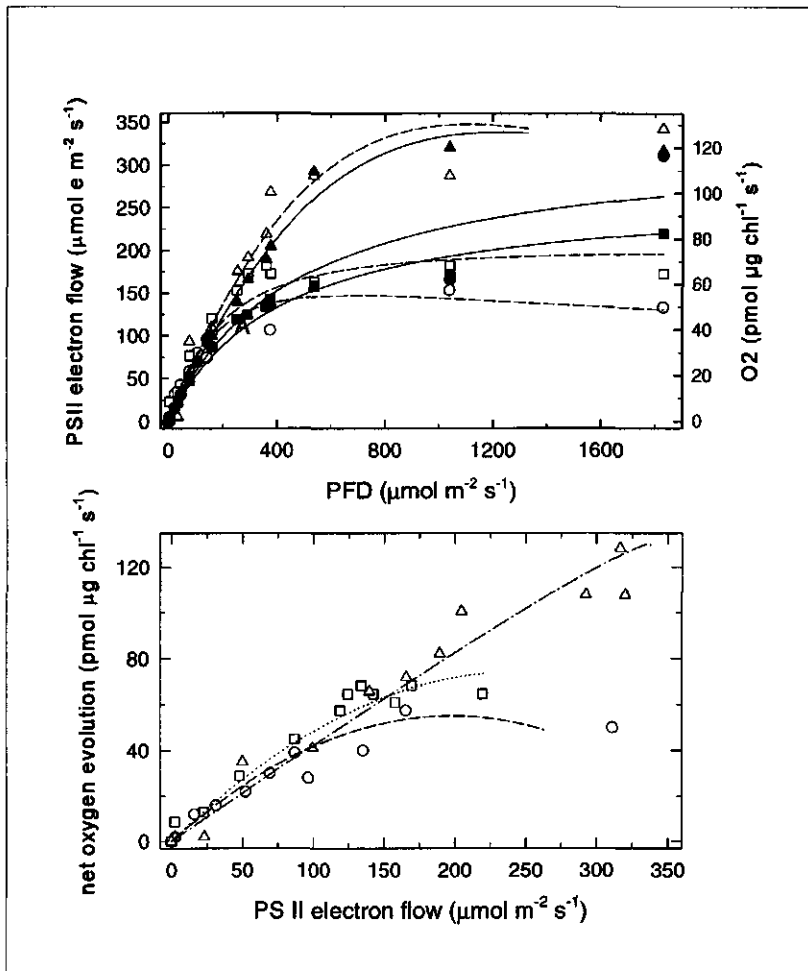 350
300
250
200
150
100
50
0
PSII electron flow (µmol e m⁻² s⁻¹)
120
100
80
60
40
20
0
O2 (pmol µg chl⁻¹ s⁻¹)
0 400 800 1200 1600
PFD (µmol m⁻² s⁻¹)
120
80
40
0
net oxygen evolution (pmol µg chl⁻¹ s⁻¹)
0 50 100 150 200 250 300 350
PS II electron flow (µmol m⁻² s⁻¹)